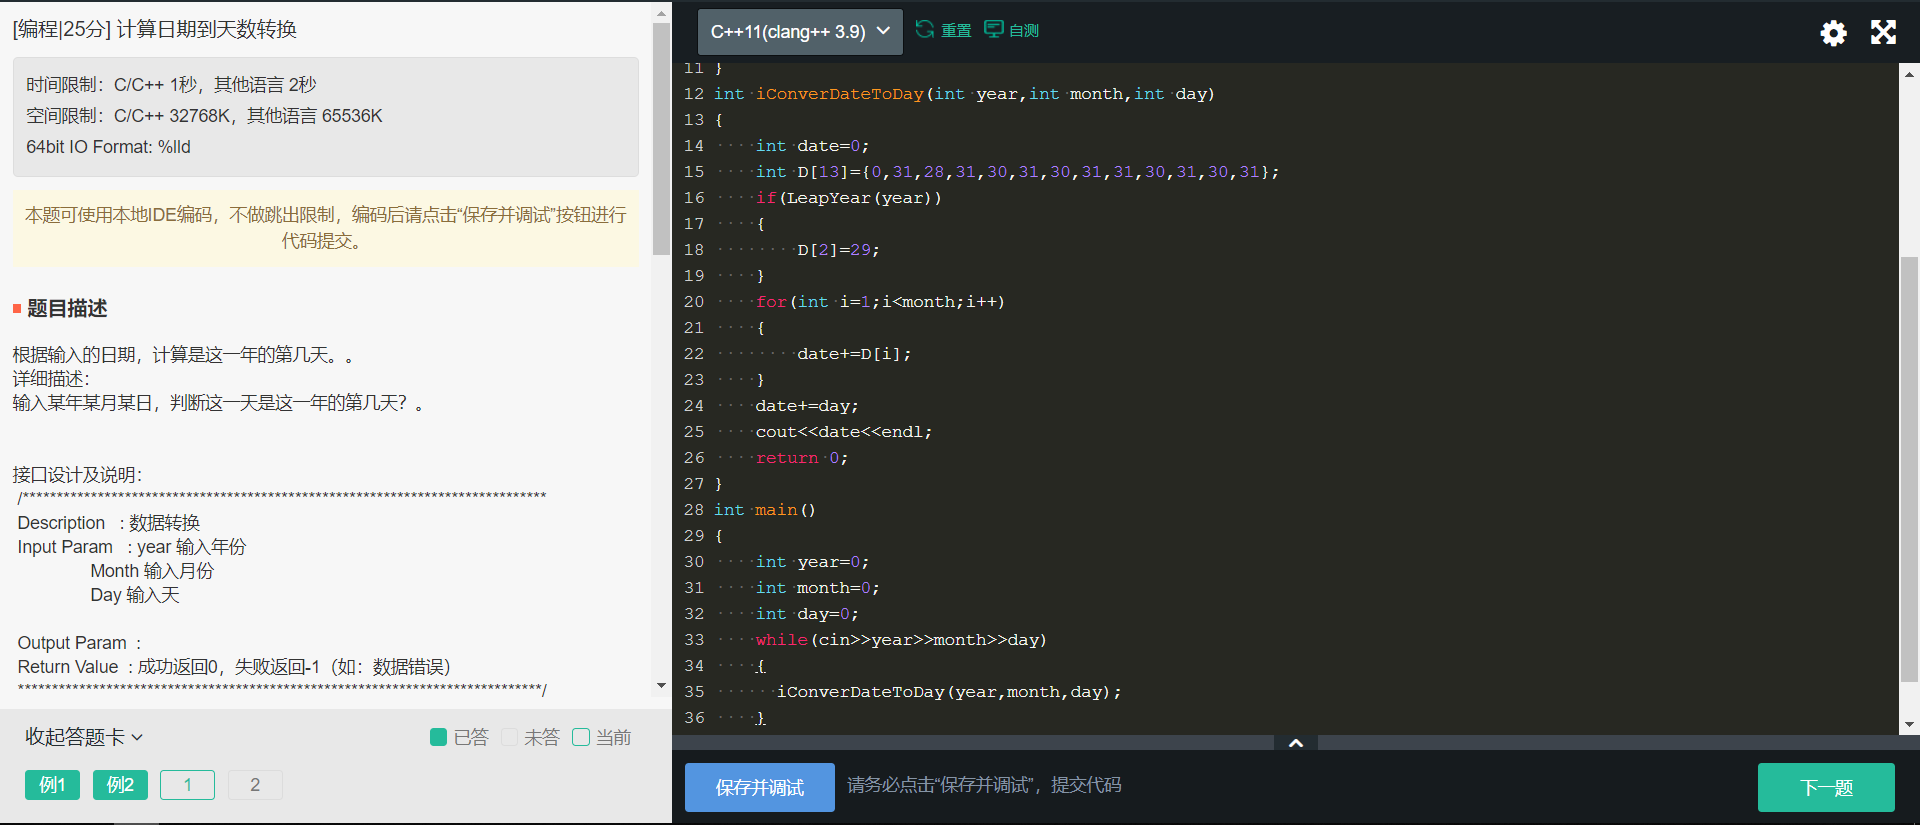 [编程|25分] 计算日期到天数转换
时间限制：C/C++ 1秒，其他语言 2秒
空间限制：C/C++ 32768K，其他语言 65536K
64bit IO Format: %lld
本题可使用本地IDE编码，不做跳出限制，编码后请点击“保存并调试”按钮进行
代码提交。
题目描述
根据输入的日期，计算是这一年的第几天。。
详细描述：
输入某年某月某日，判断这一天是这一年的第几天？。
接口设计及说明：
/*****************************************************************************
Description : 数据转换
Input Param : year 输入年份
Month 输入月份
Day 输入天
Output Param :
Return Value : 成功返回0，失败返回-1（如：数据错误）
*****************************************************************************/
收起答题卡
已答 未答 当前
例1 例2 1 2
C++11(clang++ 3.9) 重置 自测
11 }
12 int iConverDateToDay(int year,int month,int day)
13 {
14 int date=0;
15 int D[13]={0,31,28,31,30,31,30,31,31,30,31,30,31};
16 if(LeapYear(year))
17 {
18 D[2]=29;
19 }
20 for(int i=1;i<month;i++)
21 {
22 date+=D[i];
23 }
24 date+=day;
25 cout<<date<<endl;
26 return 0;
27 }
28 int main()
29 {
30 int year=0;
31 int month=0;
32 int day=0;
33 while(cin>>year>>month>>day)
34 {
35 iConverDateToDay(year,month,day);
36 }
保存并调试 请务必点击“保存并调试”，提交代码 下一题